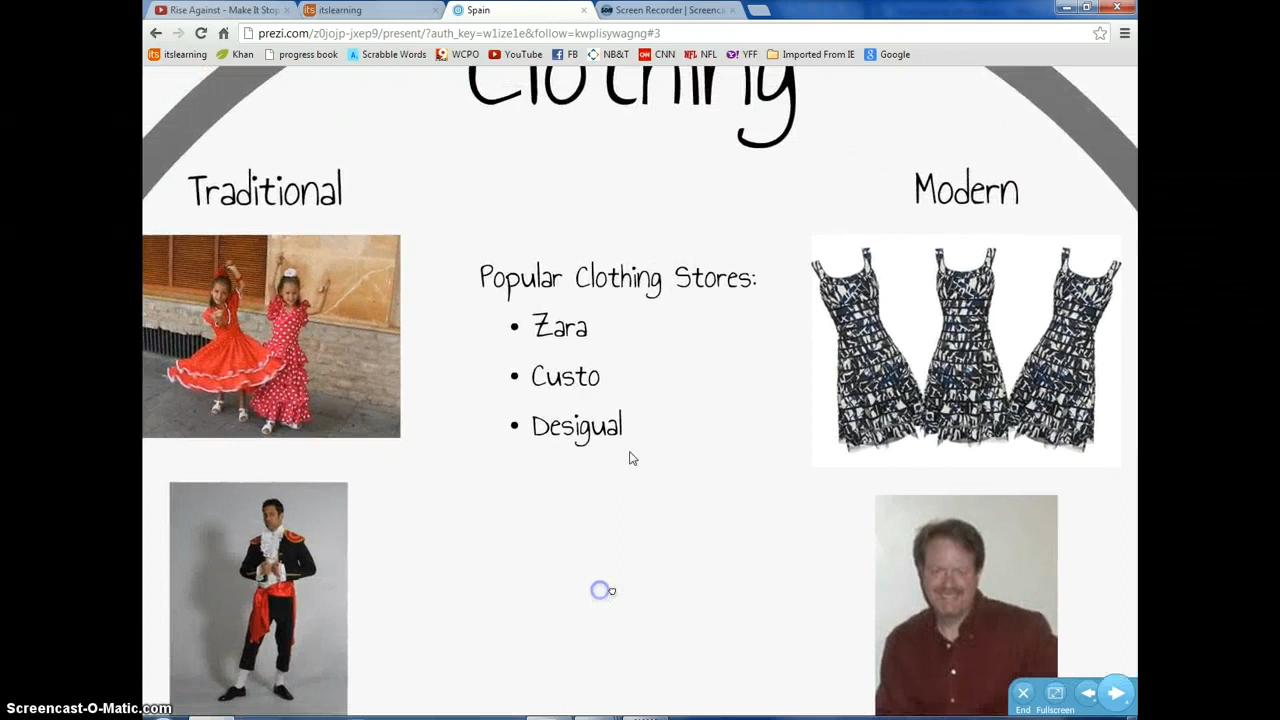 Rise Against - Make It Stop
itslearning
Spain
Screen Recorder | Screenca
prezi.com/z0jojp-jxep9/present/?auth_key=w1ize1e&follow=kwplisywagng#3
itslearning
Khan
progress book
Scrabble Words
WCPO
YouTube
FB
NB&T
CNN
NFL
YFF
Imported From IE
Google
Clothing
Traditional
Modern
Popular Clothing Stores:
• Zara
• Custo
• Desigual
End
Fullscreen
Screencast-O-Matic.com